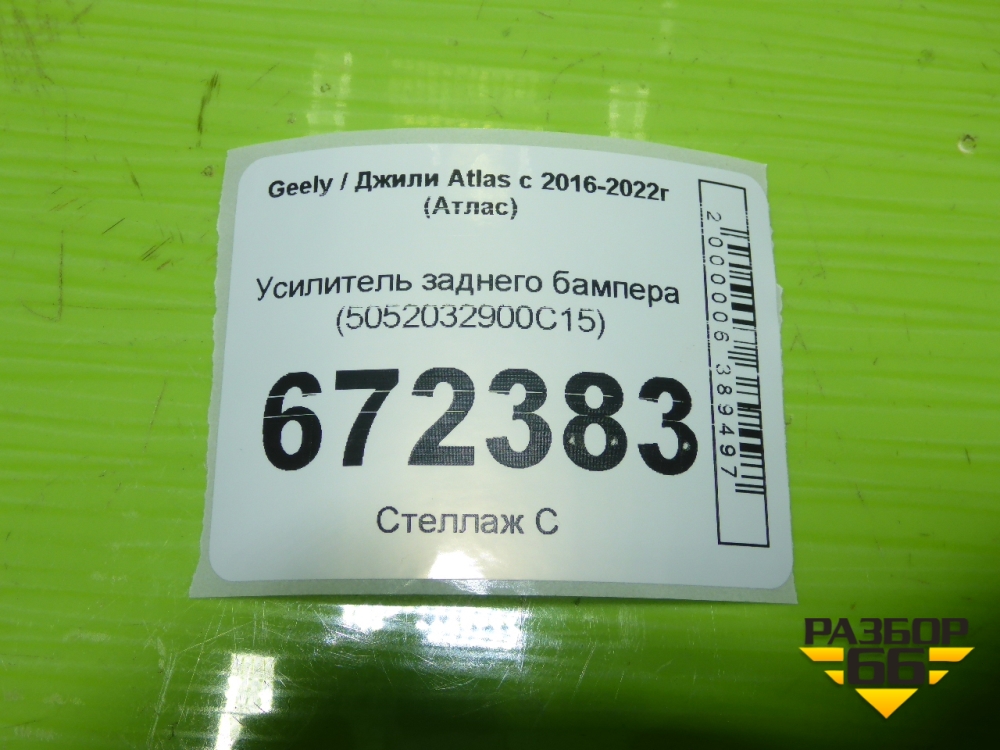 Geely / Джили Atlas с 2016-2022г
(Атлас)
Усилитель заднего бампера
(5052032900C15)
672383
Стеллаж С
2000006389497
РАЗБОР
66